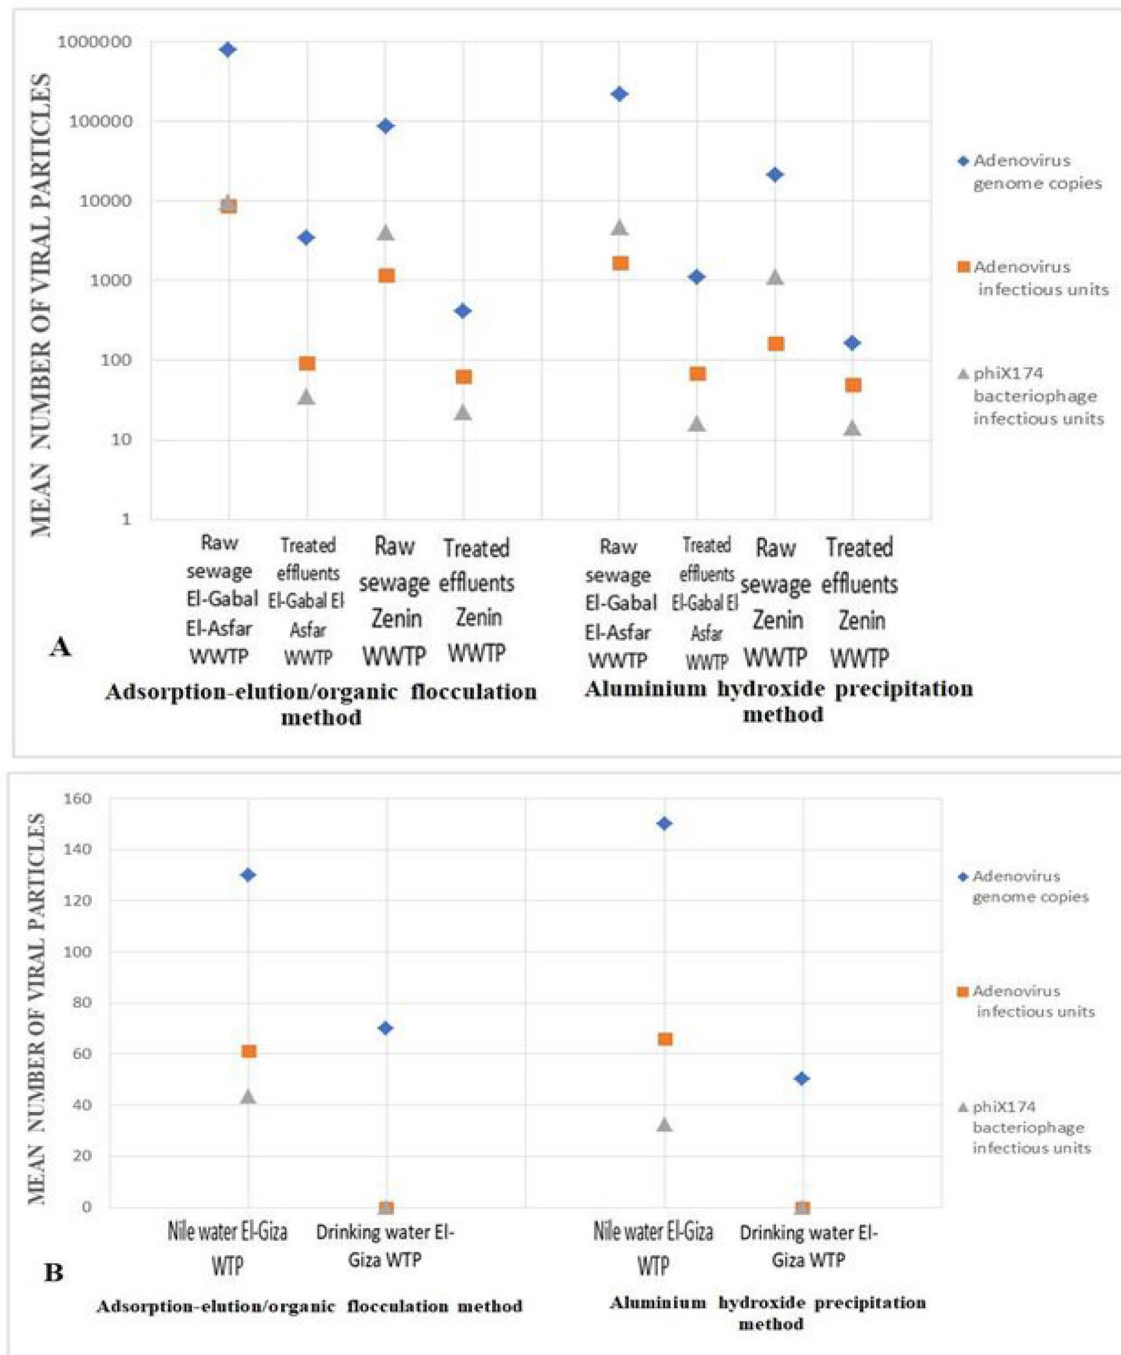 MEAN NUMBER OF VIRAL PARTICLES
1000000
100000
10000
1000
100
10
1
Adenovirus
genome copies
Adenovirus
infectious units
phiX174
bacteriophage
infectious units
Raw
sewage
El-Gabal
El-Asfar
WWTP
Treated
effluents
El-Gabal El
Asfar
WWTP
Raw
sewage
Zenin
WWTP
Treated
effluents
Zenin
WWTP
Raw
sewage
El-Gabal
El-Asfar
WWTP
Treated
effluents
El-Gabal El
Asfar
WWTP
Raw
sewage
Zenin
WWTP
Treated
effluents
Zenin
WWTP
A
Adsorption-elution/organic flocculation
method
Aluminium hydroxide precipitation
method
MEAN NUMBER OF VIRAL PARTICLES
160
140
120
100
80
60
40
20
0
Adenovirus
genome copies
Adenovirus
infectious units
phiX174
bacteriophage
infectious units
Nile water El-Giza
WTP
Drinking water El-
Giza WTP
Nile water El-Giza
WTP
Drinking water El-
Giza WTP
B
Adsorption-elution/organic flocculation method
Aluminium hydroxide precipitation
method